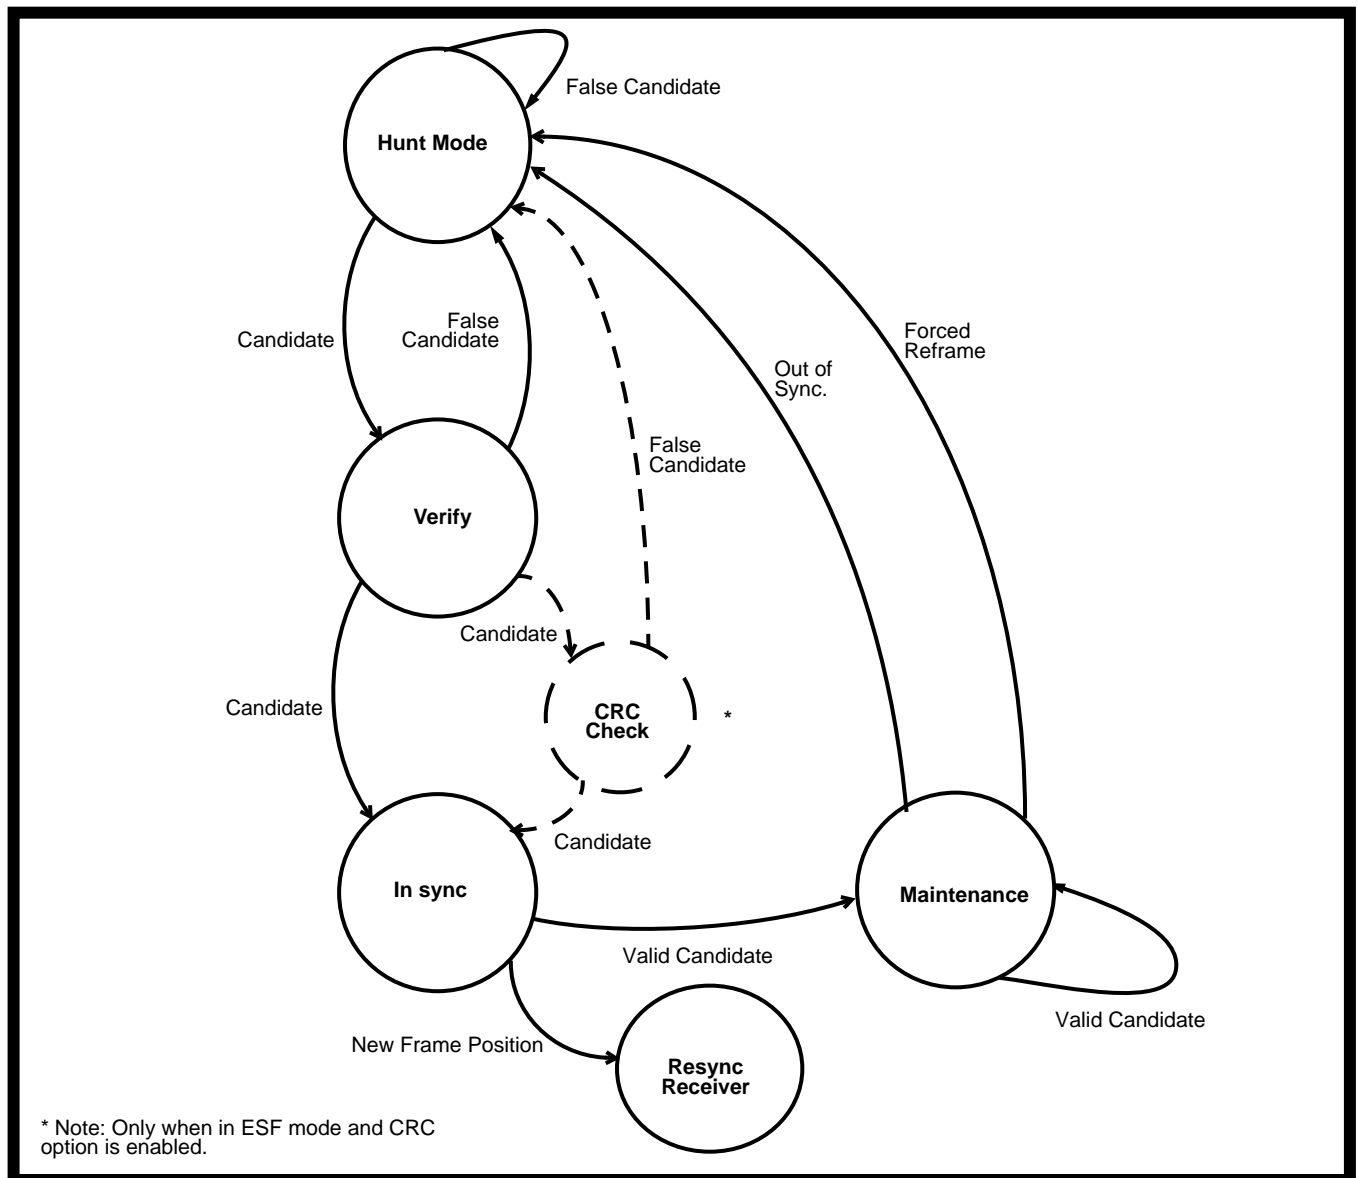 False Candidate
Hunt Mode
Candidate
False
Candidate
Forced
Reframe
Out of
Sync.
False
Candidate
Verify
Candidate
Candidate
CRC
Check
*
Candidate
In sync
Maintenance
Valid Candidate
Valid Candidate
New Frame Position
Resync
Receiver
* Note: Only when in ESF mode and CRC
option is enabled.